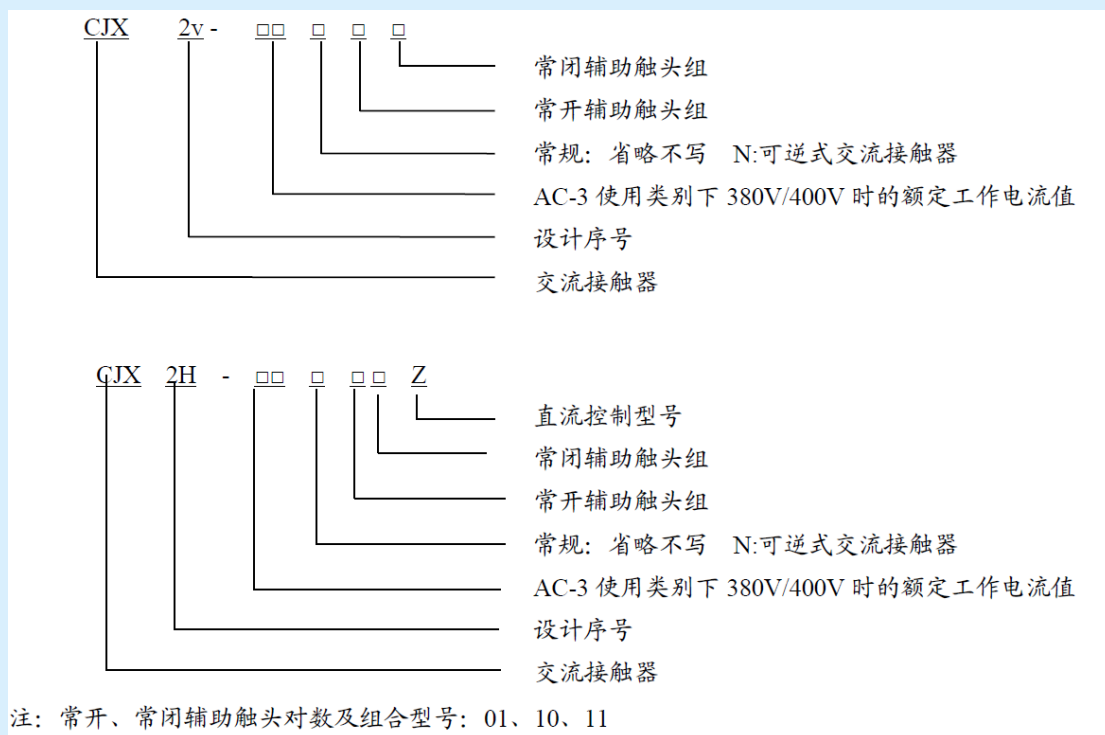 CJX 2v - □□ □ □ □
常闭辅助触头组
常开辅助触头组
常规：省略不写 N:可逆式交流接触器
AC-3 使用类别下 380V/400V 时的额定工作电流值
设计序号
交流接触器
CJX 2H - □□ □ □ □ Z
直流控制型号
常闭辅助触头组
常开辅助触头组
常规：省略不写 N:可逆式交流接触器
AC-3 使用类别下 380V/400V 时的额定工作电流值
设计序号
交流接触器
注：常开、常闭辅助触头对数及组合型号：01、10、11